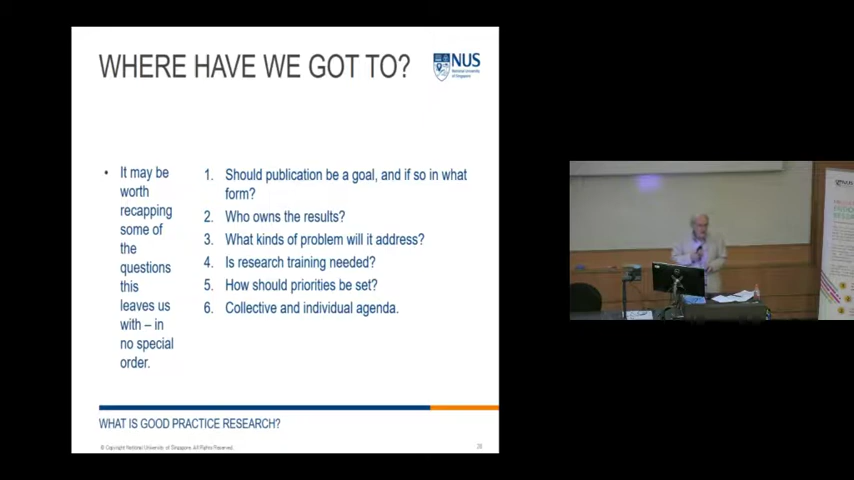 WHERE HAVE WE GOT TO?
NUS
National University
of Singapore
• It may be
worth
recapping
some of
the
questions
this
leaves us
with – in
no special
order.
1. Should publication be a goal, and if so in what
form?
2. Who owns the results?
3. What kinds of problem will it address?
4. Is research training needed?
5. How should priorities be set?
6. Collective and individual agenda.
WHAT IS GOOD PRACTICE RESEARCH?
© Copyright National University of Singapore. All Rights Reserved.